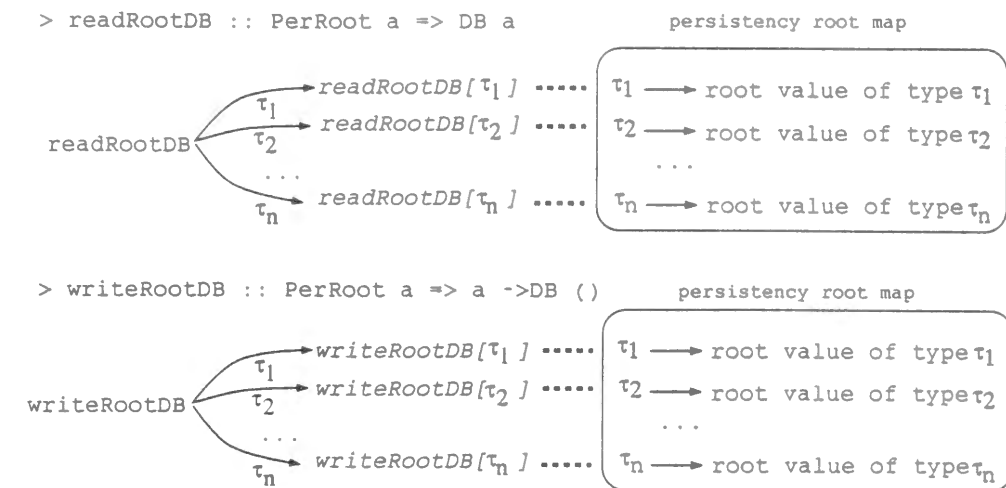 > readRootDB :: PerRoot a => DB a persistency root map
readRootDB[τ1 ] ····· τ1 → root value of type τ1
τ1
readRootDB[τ2 ] ····· τ2 → root value of type τ2
τ2
readRootDB
... ...
readRootDB[τn ] ····· τn → root value of type τn
τn
> writeRootDB :: PerRoot a => a ->DB () persistency root map
writeRootDB[τ1 ] ····· τ1 → root value of type τ1
τ1
writeRootDB[τ2 ] ····· τ2 → root value of type τ2
τ2
writeRootDB
... ...
writeRootDB[τn ] ····· τn → root value of type τn
τn